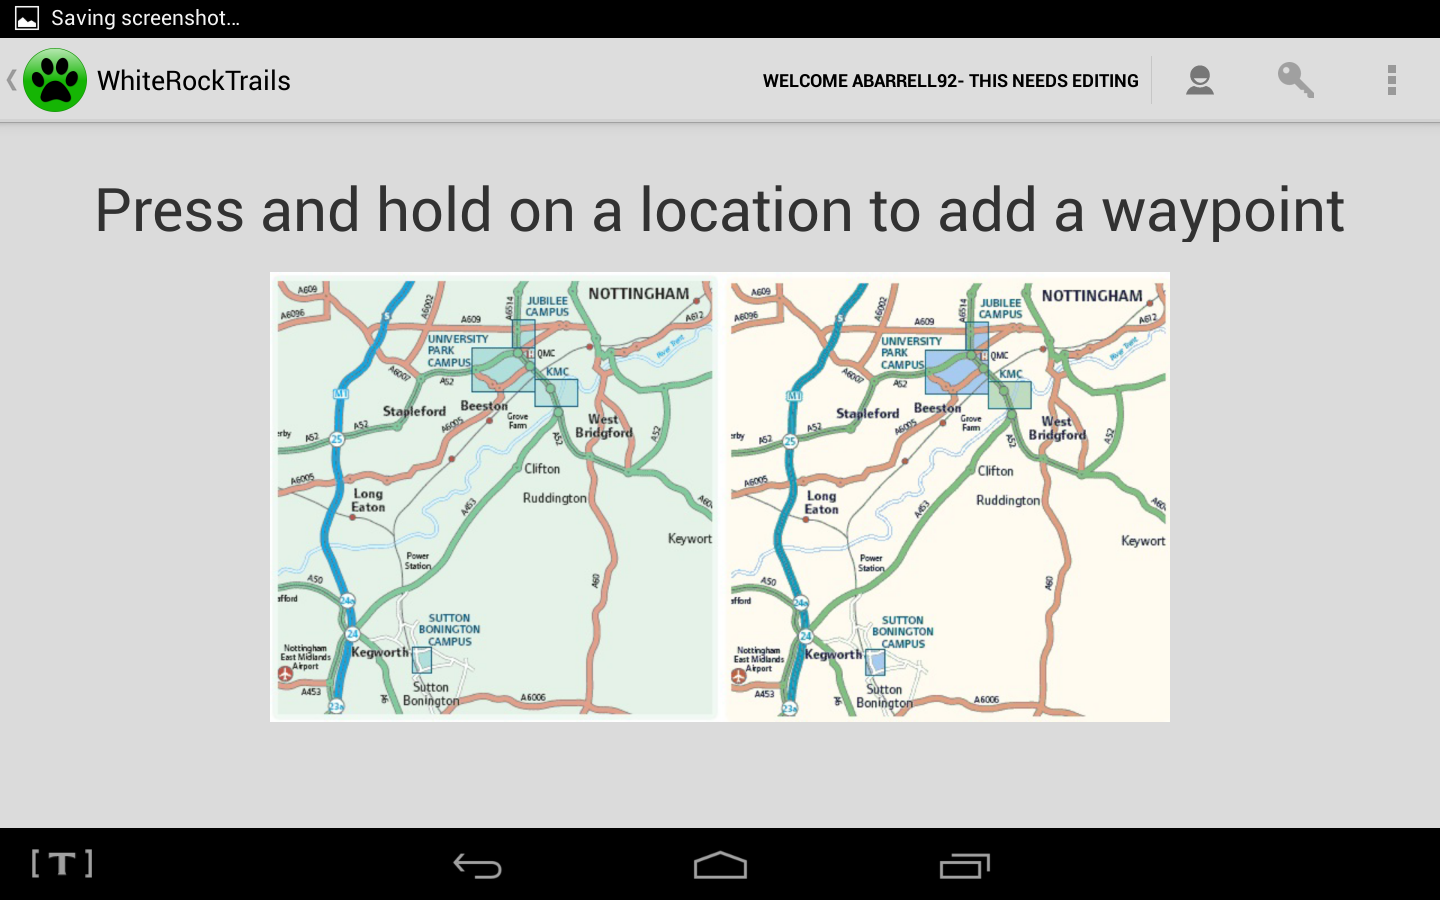 Saving screenshot...
WhiteRockTrails
WELCOME ABARRELL92- THIS NEEDS EDITING
Press and hold on a location to add a waypoint
A609
A6002
A6514
JUBILEE
CAMPUS
NOTTINGHAM
A6096
A609
A612
UNIVERSITY
PARK
CAMPUS
QMC
River Trent
A6007
A52
KMC
M1
Stapleford
Beeston
Grove
Farm
West
Bridgford
erby
A52
A52
25
A6005
A52
A52
Clifton
A6005
Long
Eaton
Ruddington
A453
A60
Keywort
Power
Station
A50
afford
24a
A60
24
SUTTON
BONINGTON
CAMPUS
Nottingham
East Midlands
Airport
Kegworth
A453
Sutton
Bonington
A6006
23a
A609
A6002
A6514
JUBILEE
CAMPUS
NOTTINGHAM
A6096
A609
A612
UNIVERSITY
PARK
CAMPUS
QMC
River Trent
A6007
A52
KMC
M1
Stapleford
Beeston
Grove
Farm
West
Bridgford
erby
A52
A52
25
A6005
A52
A52
Clifton
A6005
Long
Eaton
Ruddington
A453
A60
Keywort
Power
Station
A50
afford
24a
A60
24
SUTTON
BONINGTON
CAMPUS
Nottingham
East Midlands
Airport
Kegworth
A453
Sutton
Bonington
A6006
23a
[T]